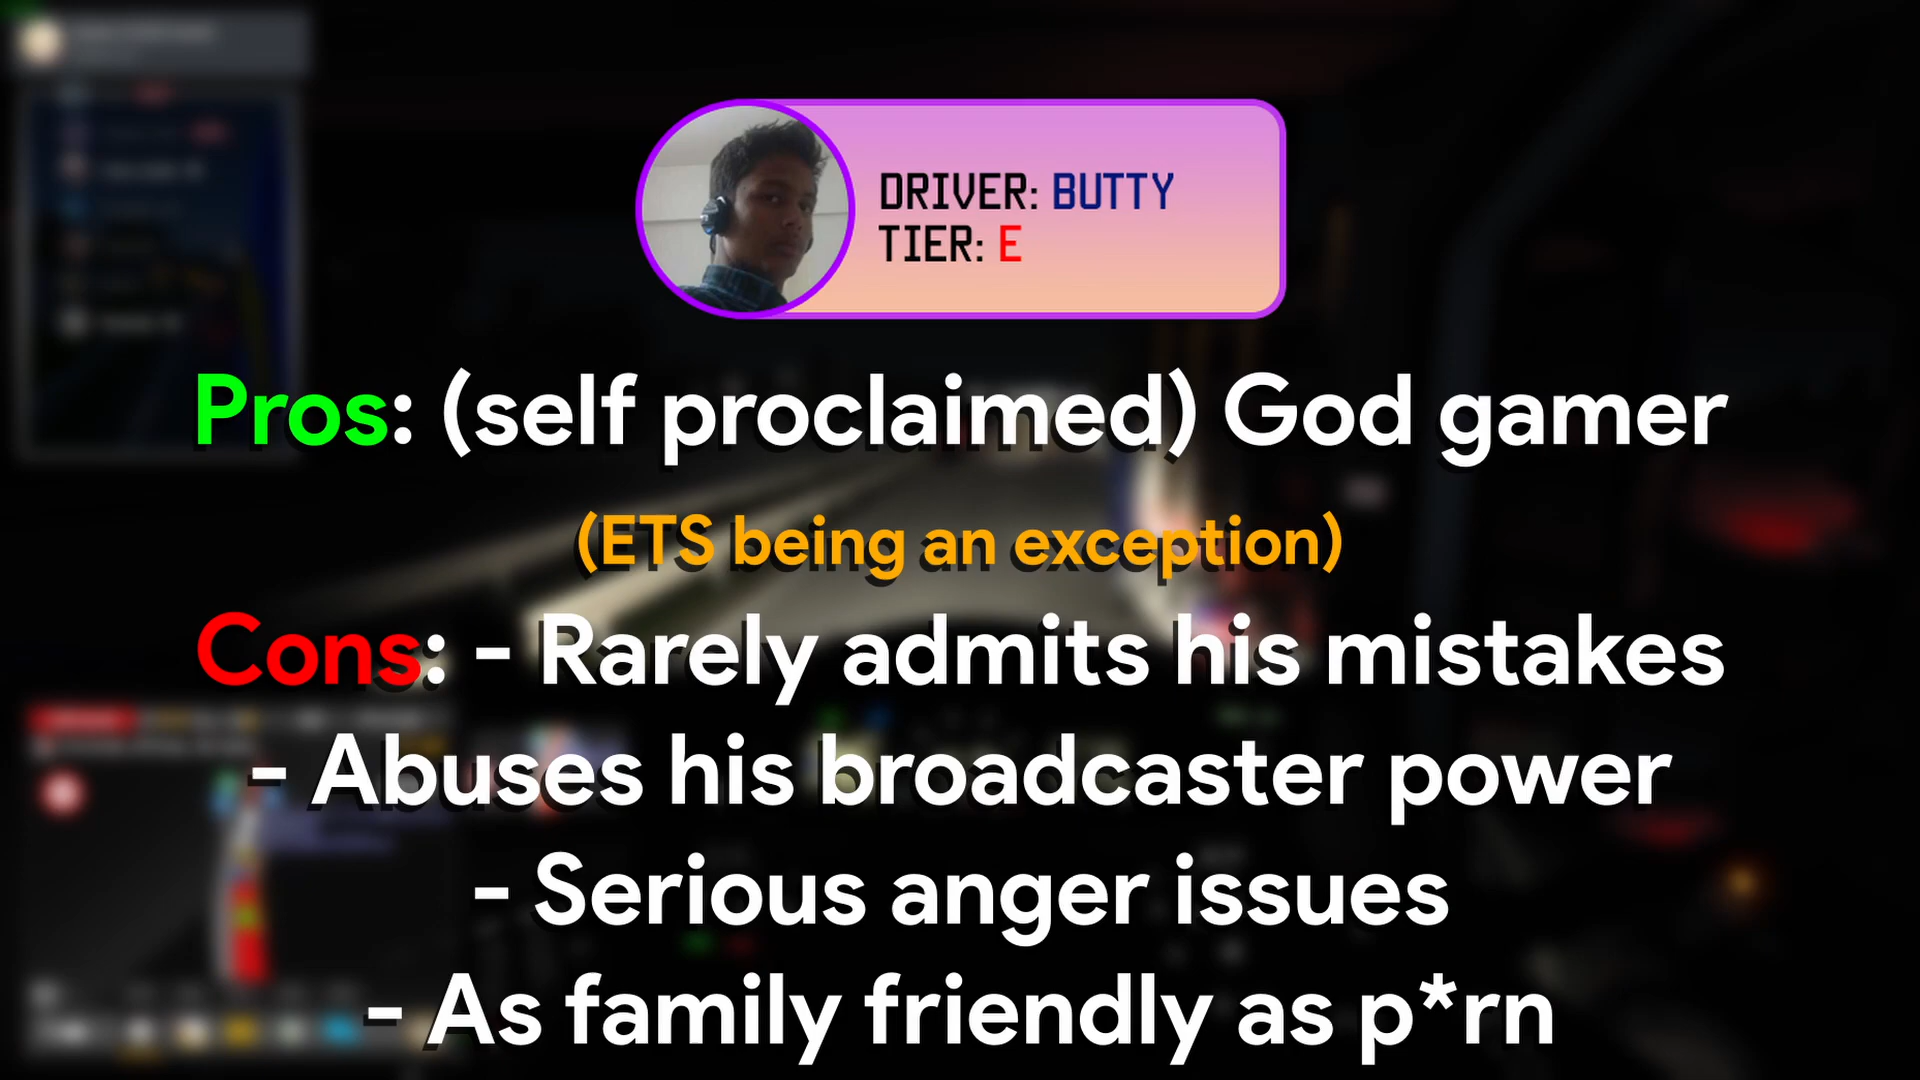 DRIVER: BUTTY
TIER: E
Pros: (self proclaimed) God gamer
(ETS being an exception)
Cons: - Rarely admits his mistakes
- Abuses his broadcaster power
- Serious anger issues
- As family friendly as p*rn